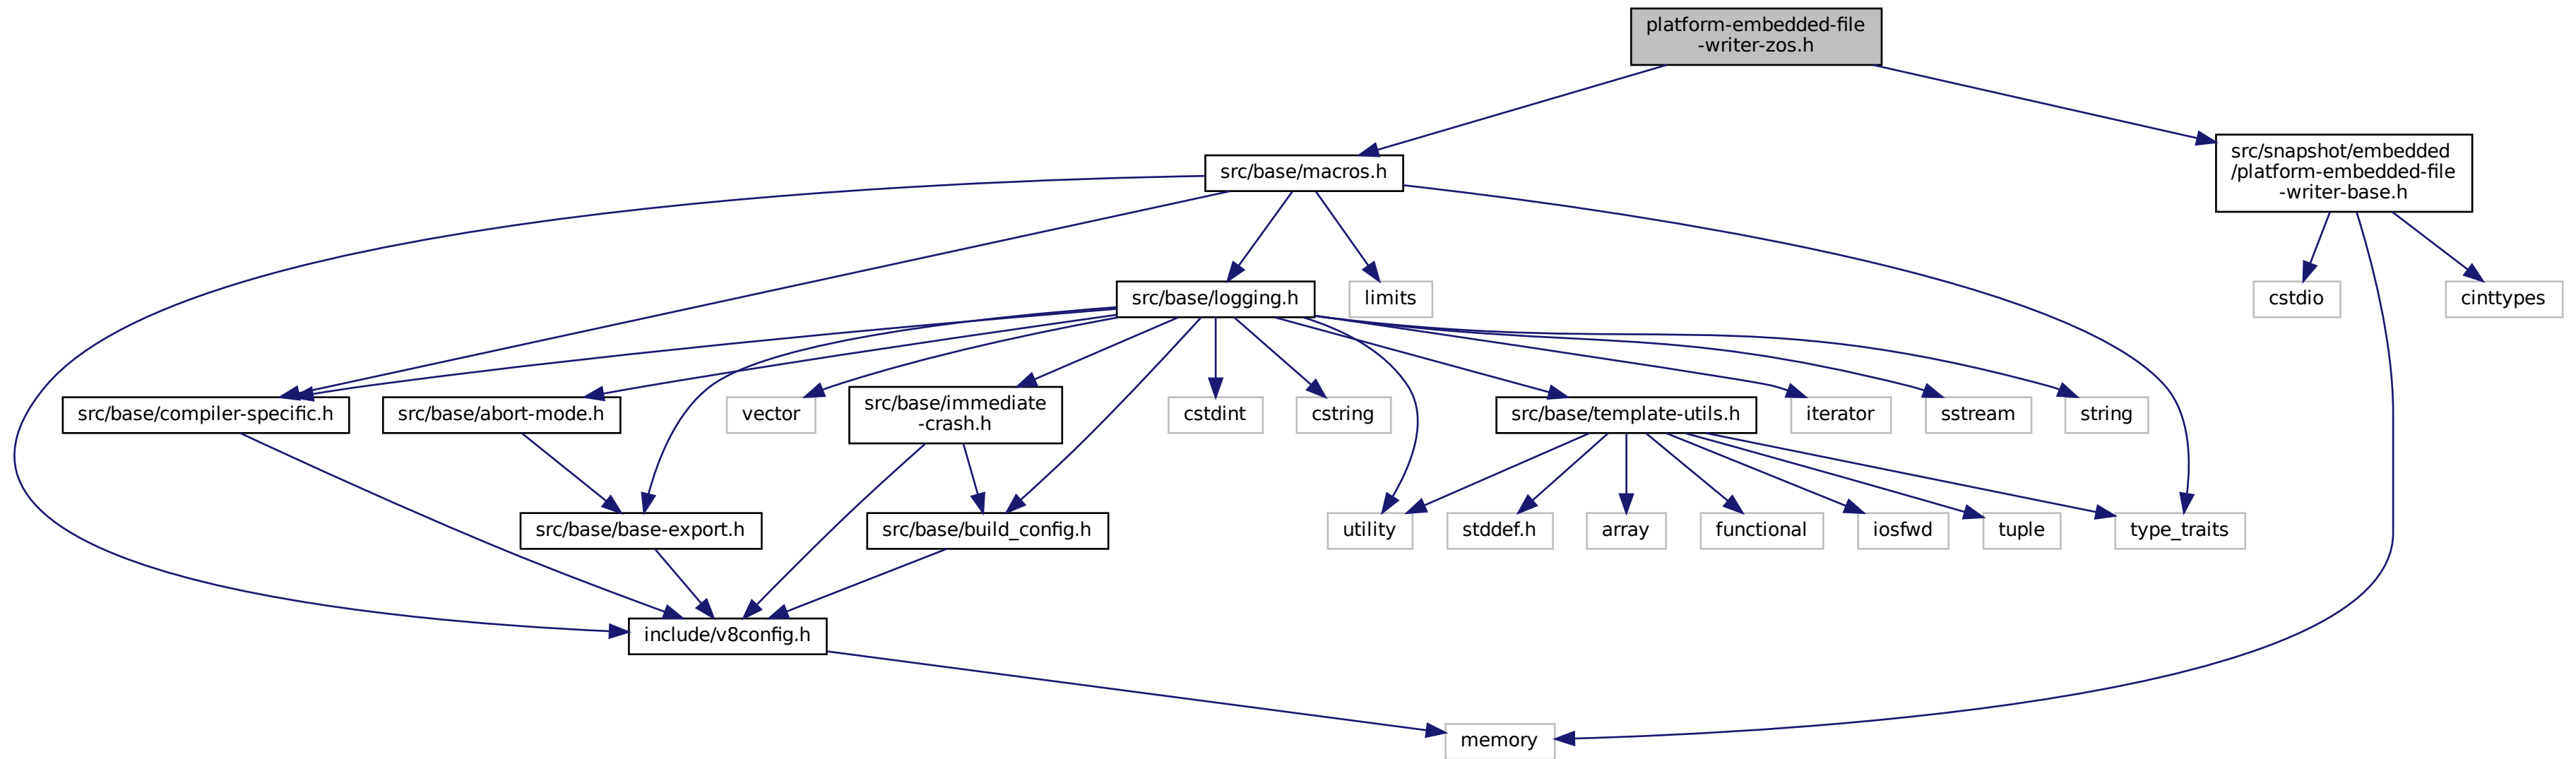 platform-embedded-file
-writer-zos.h
src/snapshot/embedded
/platform-embedded-file
-writer-base.h
src/base/macros.h
src/base/logging.h
limits
cstdio
cinttypes
src/base/compiler-specific.h
src/base/abort-mode.h
vector
src/base/immediate
-crash.h
cstdint
cstring
src/base/template-utils.h
iterator
sstream
string
src/base/base-export.h
src/base/build_config.h
utility
stddef.h
array
functional
iosfwd
tuple
type_traits
include/v8config.h
memory